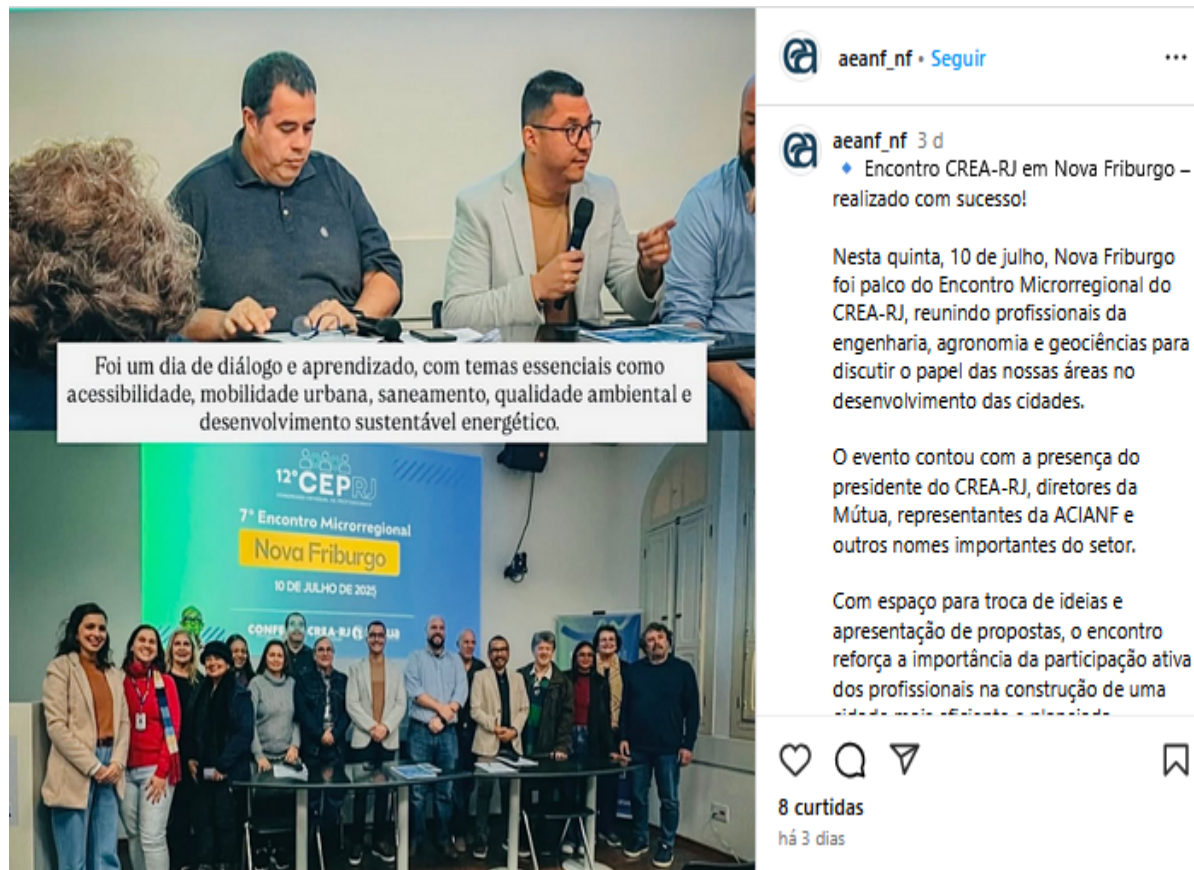 Foi um dia de diálogo e aprendizado, com temas essenciais como
acessibilidade, mobilidade urbana, saneamento, qualidade ambiental e
desenvolvimento sustentável energético.
12º CEPRJ
7º Encontro Microrregional
Nova Friburgo
10 DE JULHO DE 2025
CREA-RJ
aeanf_nf • Seguir
aeanf_nf 3 d
🔹 Encontro CREA-RJ em Nova Friburgo –
realizado com sucesso!
Nesta quinta, 10 de julho, Nova Friburgo
foi palco do Encontro Microrregional do
CREA-RJ, reunindo profissionais da
engenharia, agronomia e geociências para
discutir o papel das nossas áreas no
desenvolvimento das cidades.
O evento contou com a presença do
presidente do CREA-RJ, diretores da
Mútua, representantes da ACIANF e
outros nomes importantes do setor.
Com espaço para troca de ideias e
apresentação de propostas, o encontro
reforça a importância da participação ativa
dos profissionais na construção de uma
8 curtidas
há 3 dias